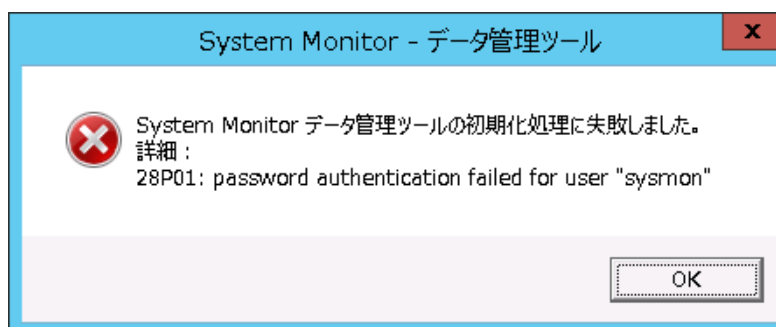 System Monitor - データ管理ツール
x
System Monitor データ管理ツールの初期化処理に失敗しました。
詳細：
28P01: password authentication failed for user "sysmon"
OK